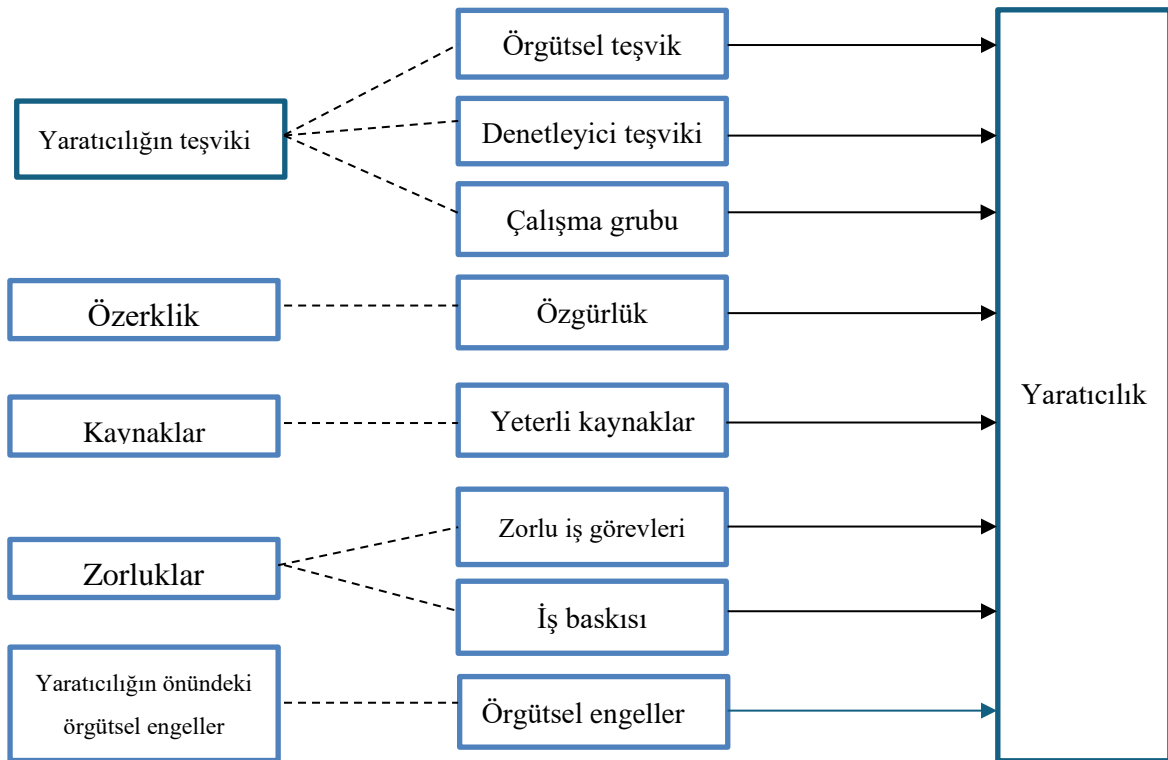 Örgütsel teşvik
Yaratıcılığın teşviki
Denetleyici teşviki
Çalışma grubu
Özerklik
Özgürlük
Kaynaklar
Yeterli kaynaklar
Yaratıcılık
Zorluklar
Zorlu iş görevleri
İş baskısı
Yaratıcılığın önündeki
örgütsel engeller
Örgütsel engeller